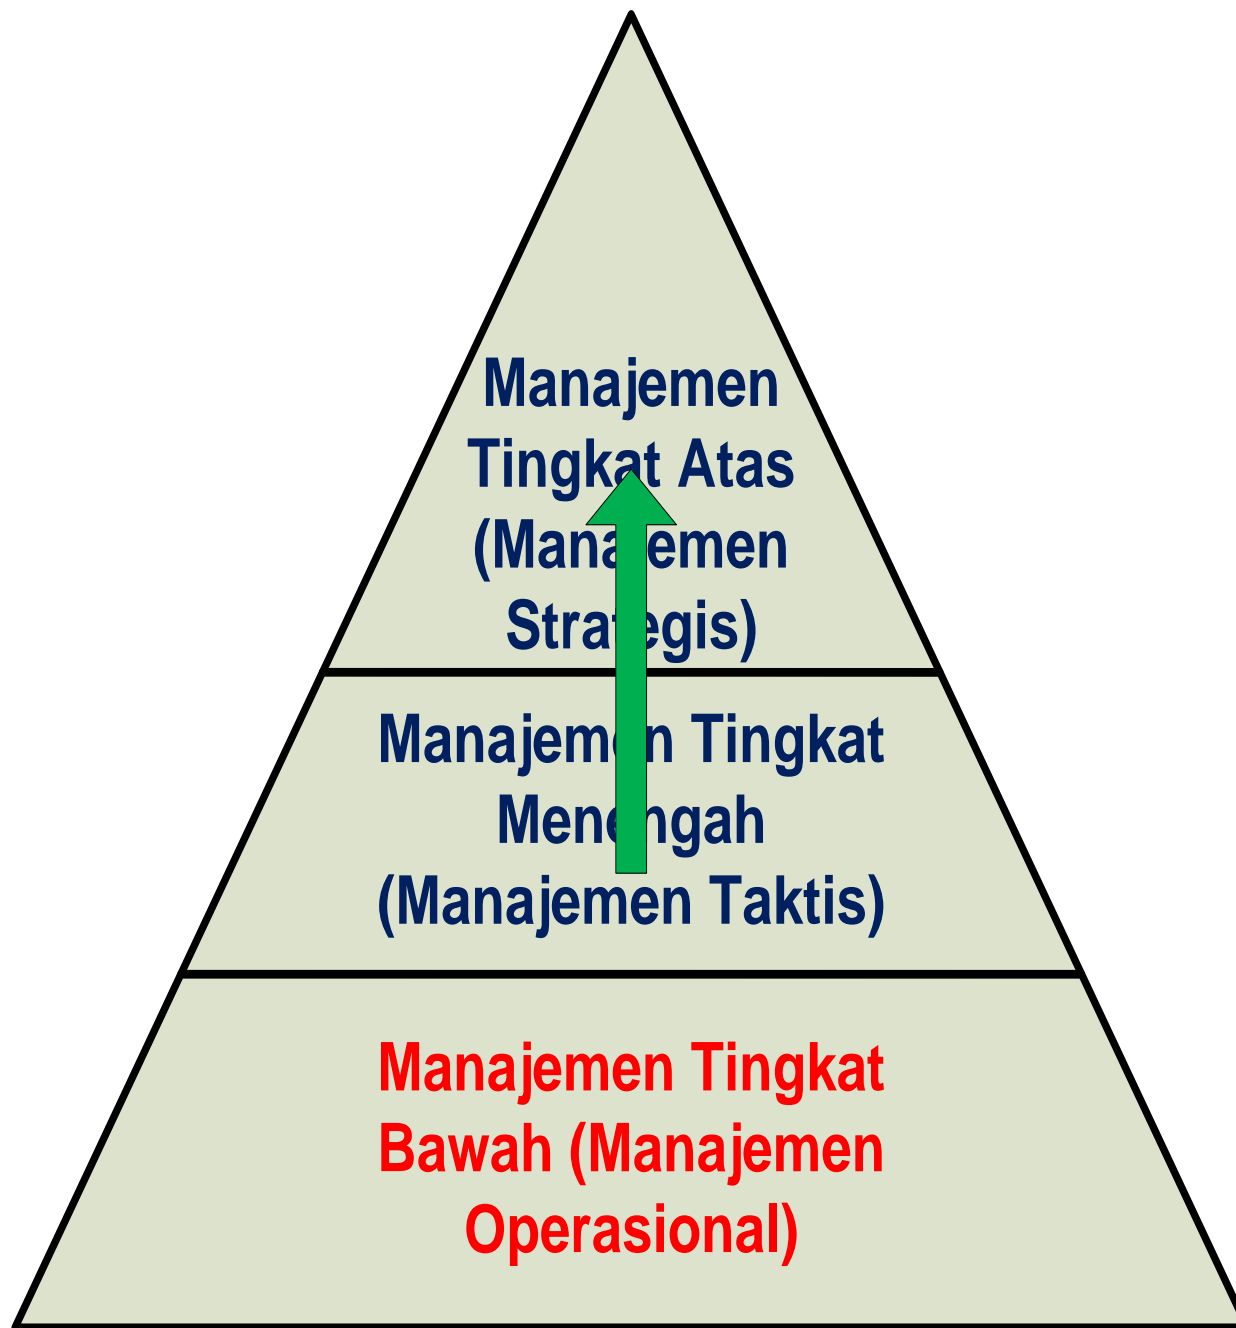 Manajemen
Tingkat Atas
(Manajemen
Strategis)
Manajemen Tingkat
Menengah
(Manajemen Taktis)
Manajemen Tingkat
Bawah (Manajemen
Operasional)